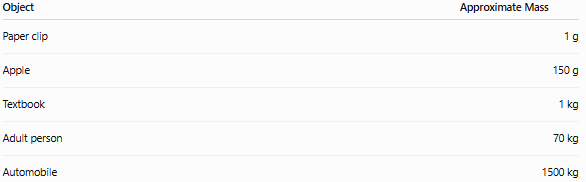 Object Approximate Mass
Paper clip 1 g
Apple 150 g
Textbook 1 kg
Adult person 70 kg
Automobile 1500 kg